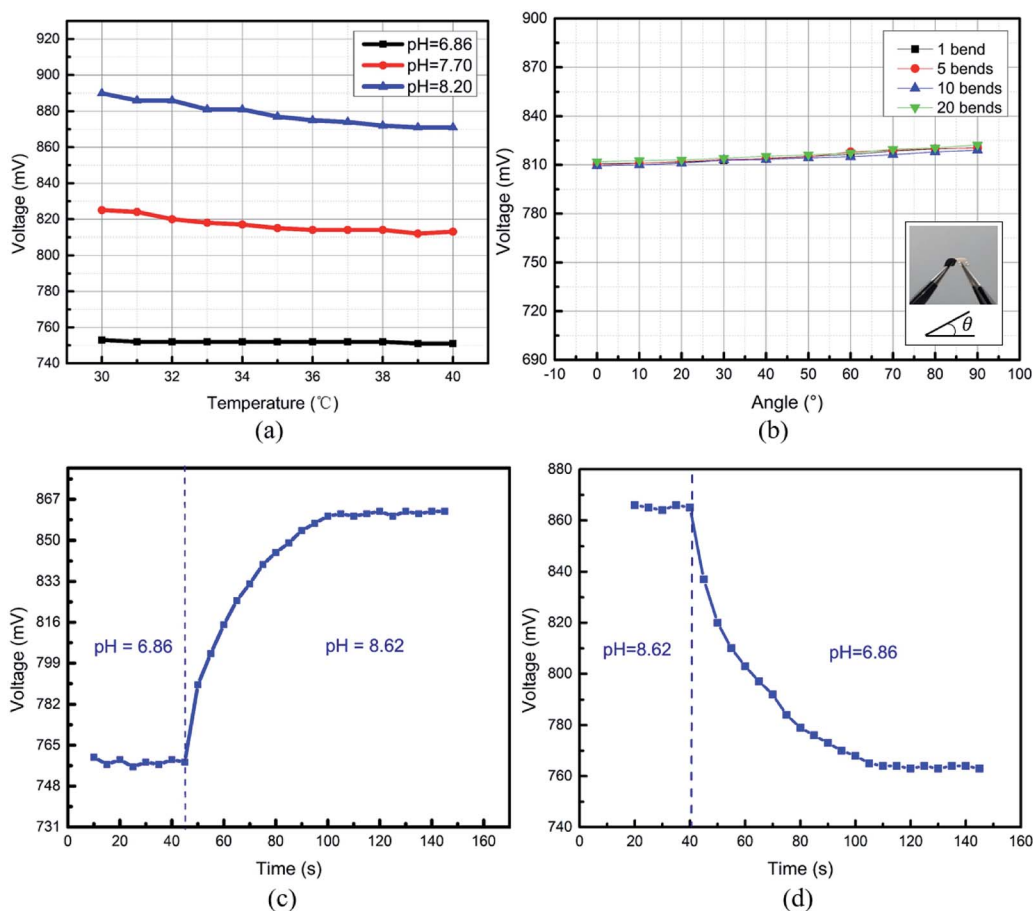 920
900
880
860
840
820
800
780
760
740
Voltage (mV)
pH=6.86
pH=7.70
pH=8.20
30
32
34
36
38
40
Temperature (℃)
(a)
840
810
780
750
720
690
800
870
Voltage (mV)
1 bend
5 bends
10 bends
20 bends
θ
-10
0
10
20
30
40
50
60
70
80
90
100
Angle (°)
(b)
867
850
833
816
799
782
765
748
731
Voltage (mV)
pH = 6.86
pH = 8.62
0
20
40
60
80
100
120
140
160
Time (s)
(c)
880
860
840
820
800
780
760
740
Voltage (mV)
pH=8.62
pH=6.86
0
20
40
60
80
100
120
140
160
Time (s)
(d)